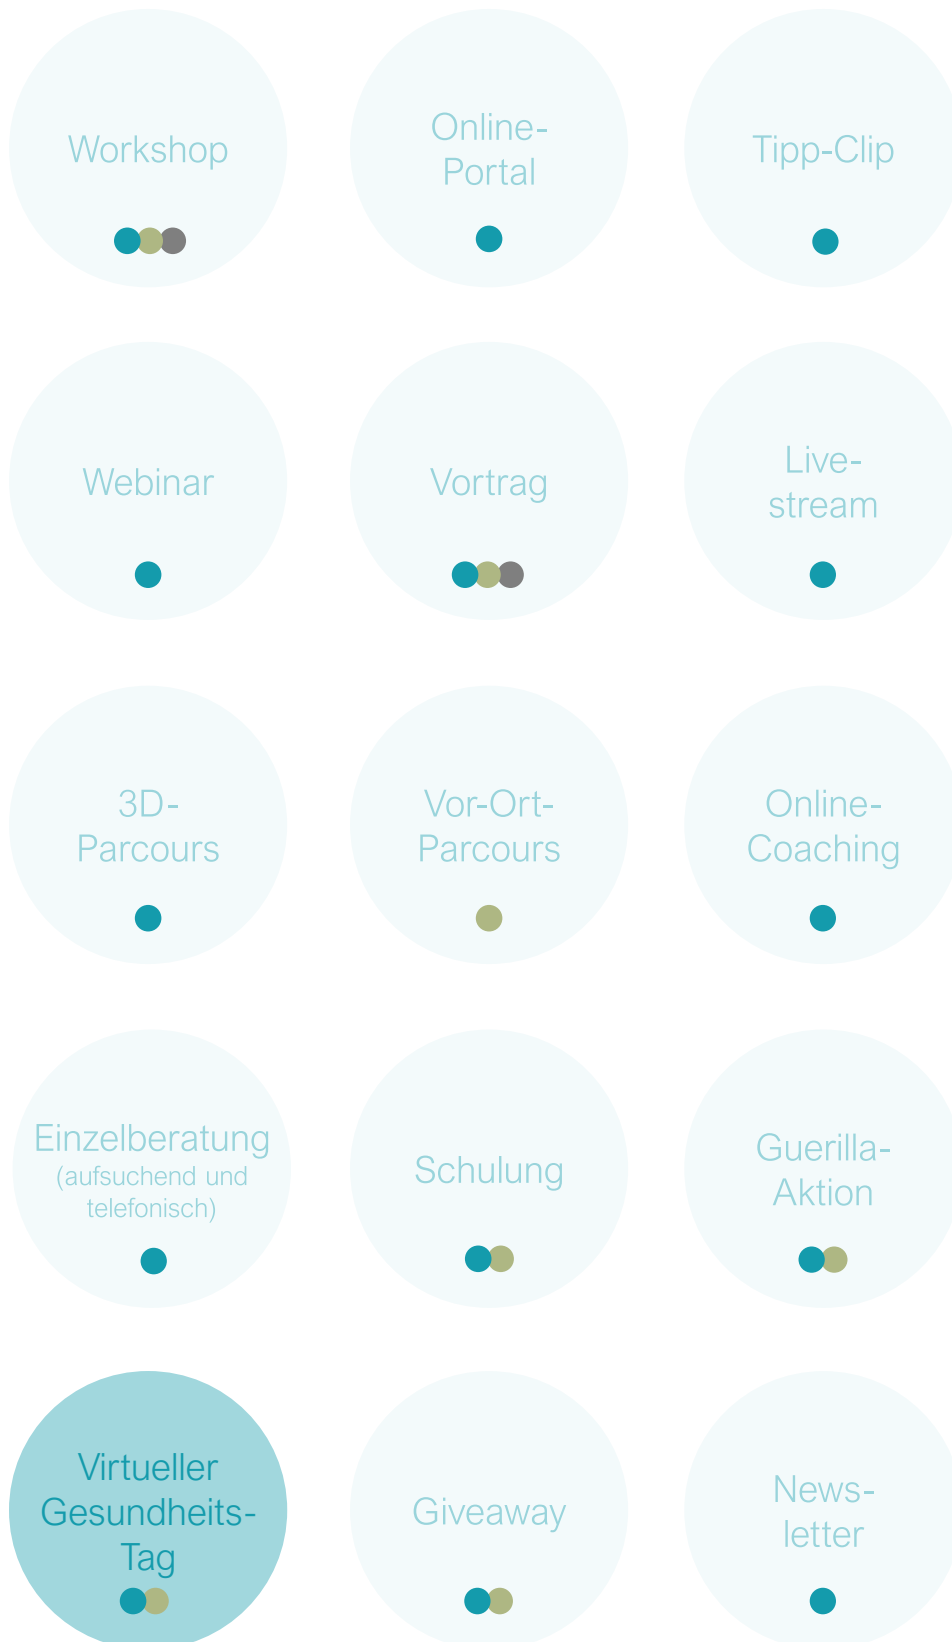 Workshop
Online-
Portal
Tipp-Clip
Webinar
Vortrag
Live-
stream
3D-
Parcours
Vor-Ort-
Parcours
Online-
Coaching
Einzelberatung
(aufsuchend und
telefonisch)
Schulung
Guerilla-
Aktion
Virtueller
Gesundheits-
Tag
Giveaway
News-
letter